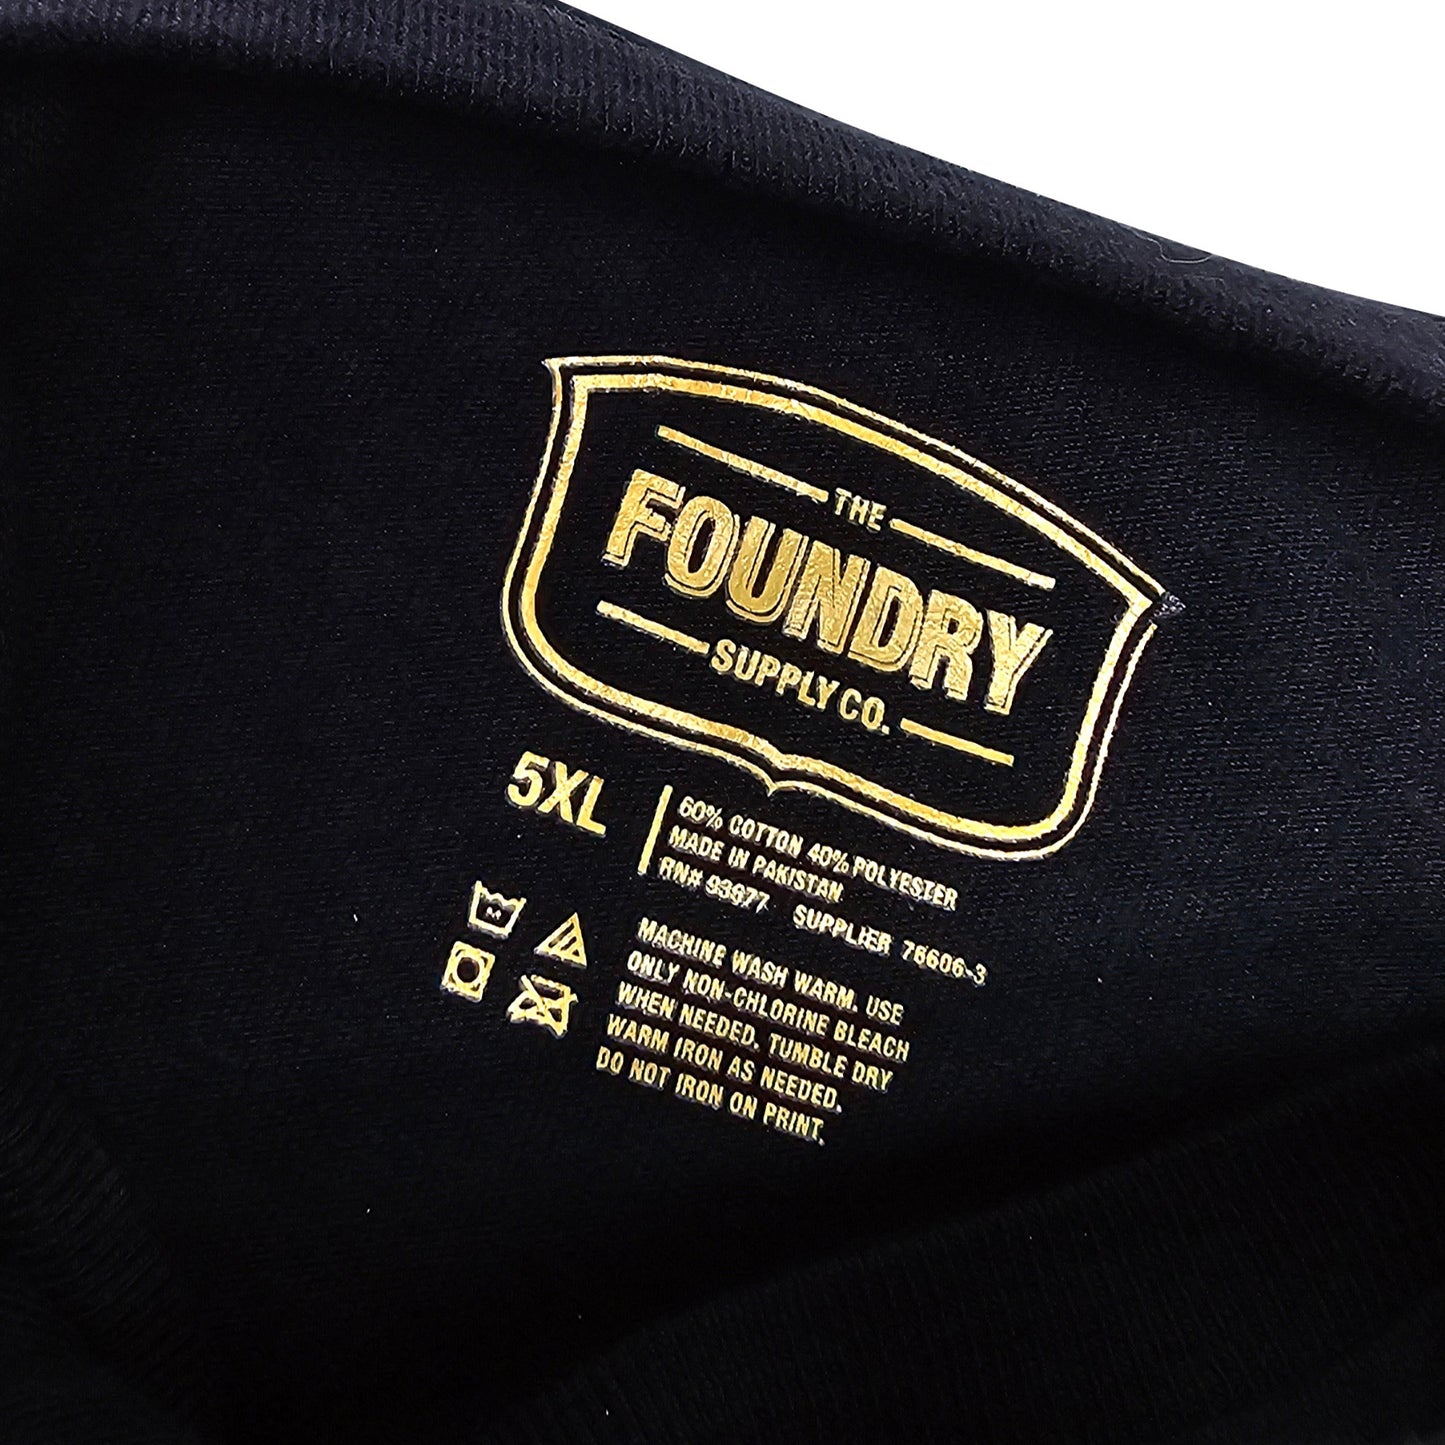 THE
FOUNDRY
SUPPLY CO.
5XL
60% COTTON 40% POLYESTER
MADE IN PAKISTAN
RN# 93677 SUPPLIER 76606-3
MACHINE WASH WARM. USE
ONLY NON-CHLORINE BLEACH
WHEN NEEDED. TUMBLE DRY
WARM IRON AS NEEDED.
DO NOT IRON ON PRINT.